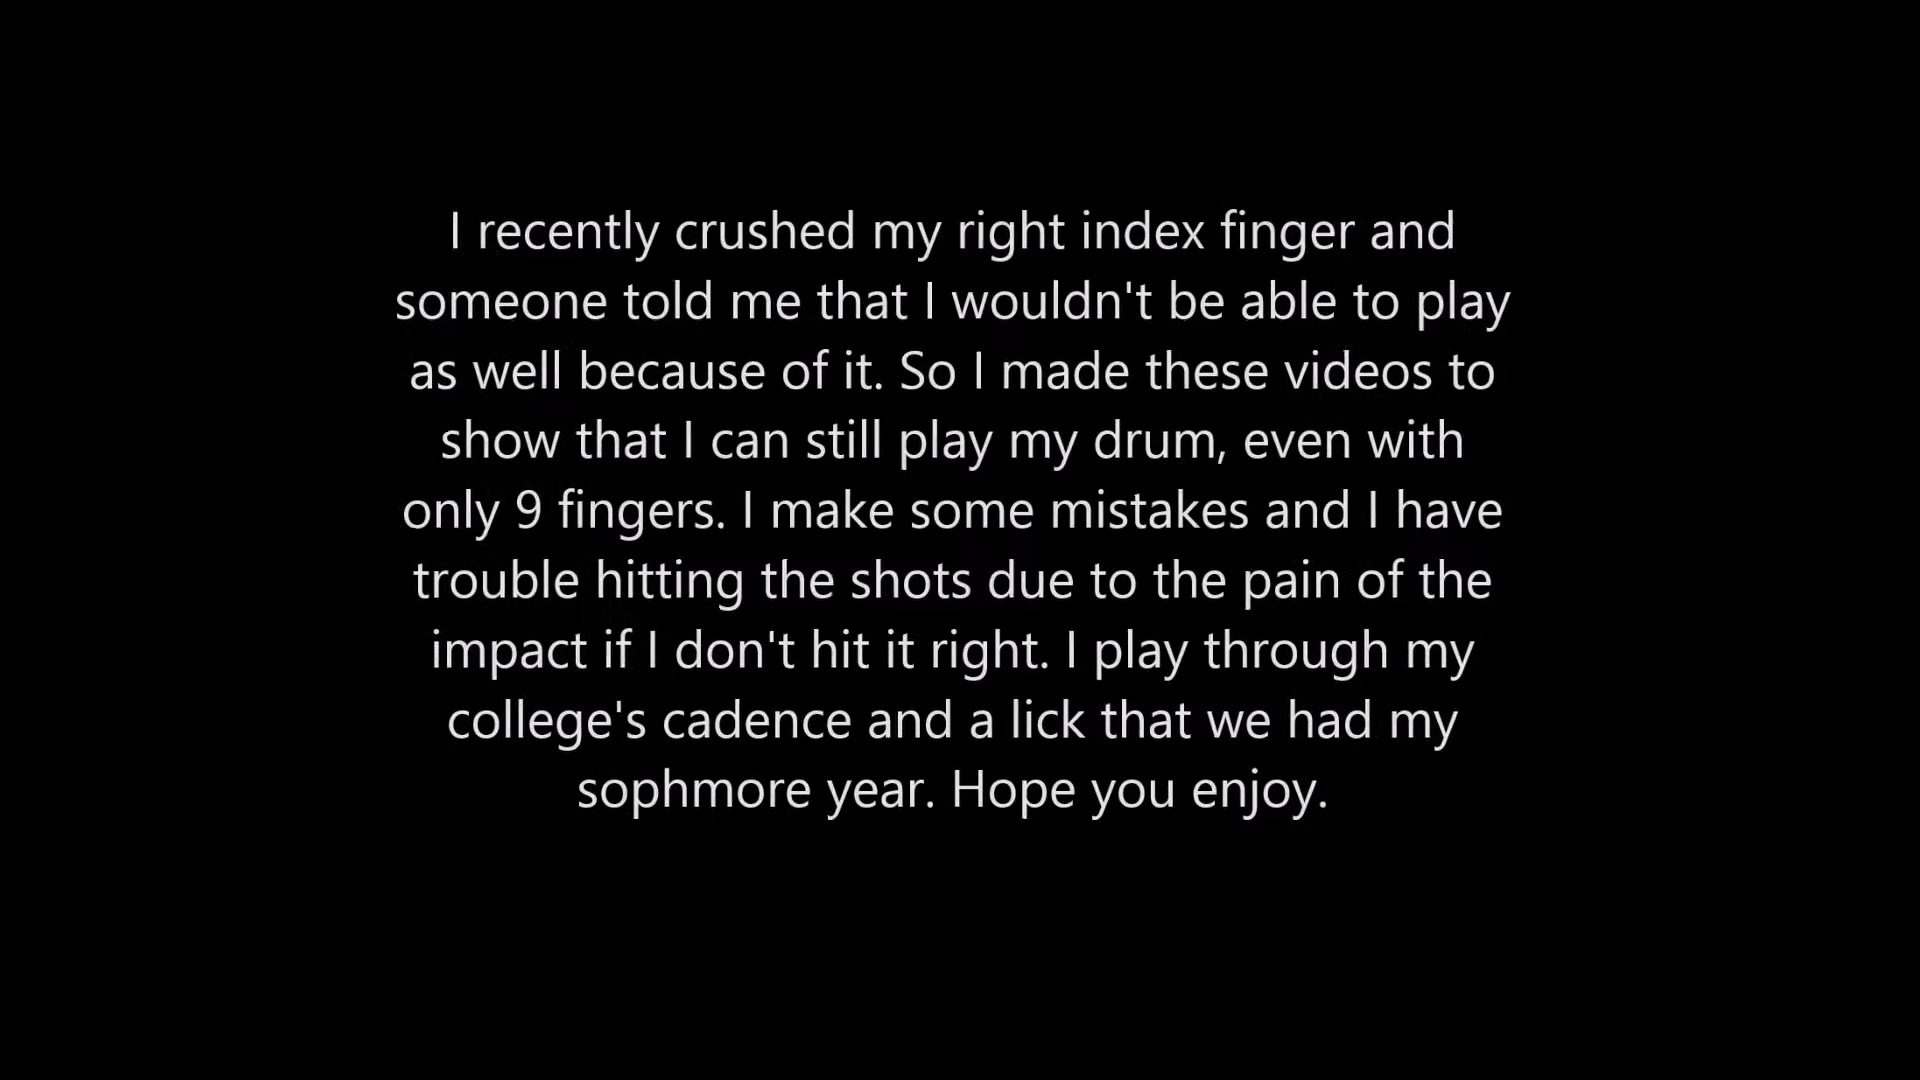 I recently crushed my right index finger and
someone told me that I wouldn't be able to play
as well because of it. So I made these videos to
show that I can still play my drum, even with
only 9 fingers. I make some mistakes and I have
trouble hitting the shots due to the pain of the
impact if I don't hit it right. I play through my
college's cadence and a lick that we had my
sophmore year. Hope you enjoy.